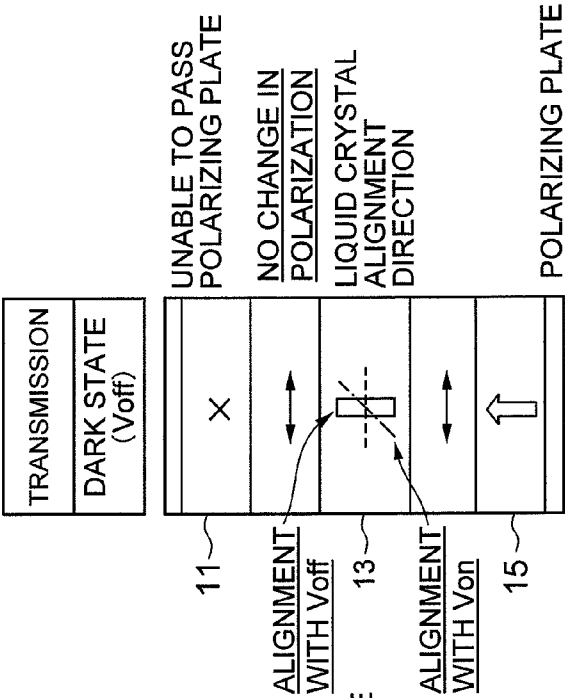 TRANSMISSION
DARK STATE
(Voff)
UNABLE TO PASS
POLARIZING PLATE
NO CHANGE IN
POLARIZATION
LIQUID CRYSTAL
ALIGNMENT
DIRECTION
POLARIZING PLATE
11
ALIGNMENT
WITH Voff
13
ALIGNMENT
WITH Von
15
E